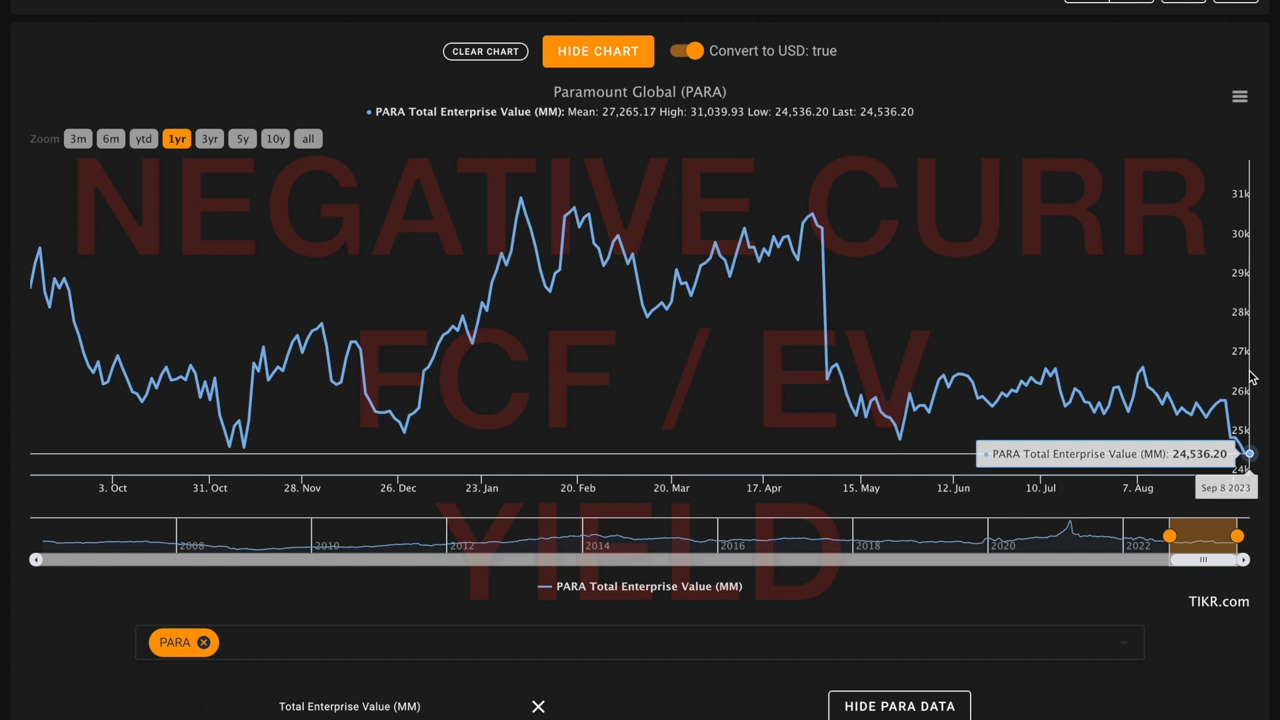 CLEAR CHART
HIDE CHART
Convert to USD: true
Paramount Global (PARA)
PARA Total Enterprise Value (MM): Mean: 27,265.17 High: 31,039.93 Low: 24,536.20 Last: 24,536.20
Zoom 3m 6m ytd 1yr 3yr 5y 10y all
NEGATIVE CURR
FCF / EV
YIELD
31k
30k
29k
28k
27k
26k
25k
24k
PARA Total Enterprise Value (MM): 24,536.20
3. Oct 31. Oct 28. Nov 26. Dec 23. Jan 20. Feb 20. Mar 17. Apr 15. May 12. Jun 10. Jul 7. Aug Sep 8 2023
2008 2010 2012 2014 2016 2018 2020 2022
PARA Total Enterprise Value (MM)
TIKR.com
PARA
Total Enterprise Value (MM)
HIDE PARA DATA